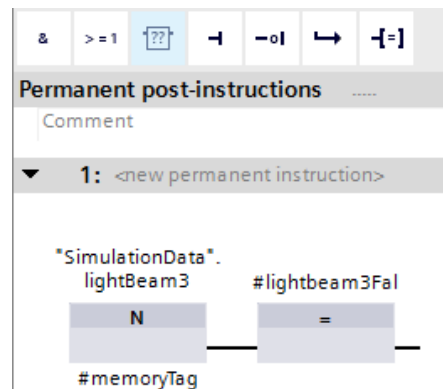 & >=1 ?? -| -o| -[=]
Permanent post-instructions .....
Comment
1: <new permanent instruction>
"SimulationData".
lightBeam3 #lightbeam3Fal
N =
#memoryTag